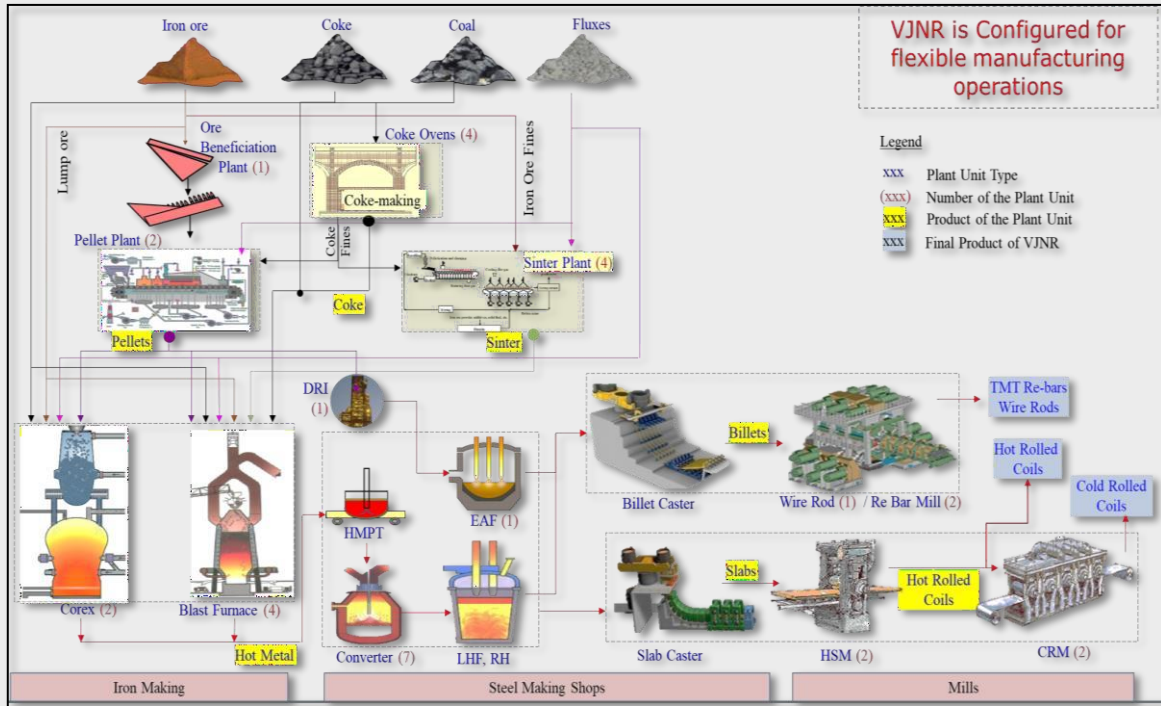 Iron ore
Coke
Coal
Fluxes
VJNR is Configured for
flexible manufacturing
operations
Legend
xxx Plant Unit Type
(xxx) Number of the Plant Unit
xxx Product of the Plant Unit
xxx Final Product of VJNR
Lump ore
Ore
Beneficiation
Plant (1)
Coke Ovens (4)
Coke-making
Iron Ore Fines
Coke
Fines
Pellet Plant (2)
Sinter Plant (4)
Coke
Pellets
Sinter
DRI
(1)
TMT Re-bars
Wire Rods
Billets
Hot Rolled
Coils
Cold Rolled
Coils
Billet Caster
Wire Rod (1) / Re Bar Mill (2)
HMPT
EAF (1)
Slabs
Hot Rolled
Coils
Corex (2)
Blast Furnace (4)
Hot Metal
Converter (7)
LHF, RH
Slab Caster
HSM (2)
CRM (2)
Iron Making
Steel Making Shops
Mills